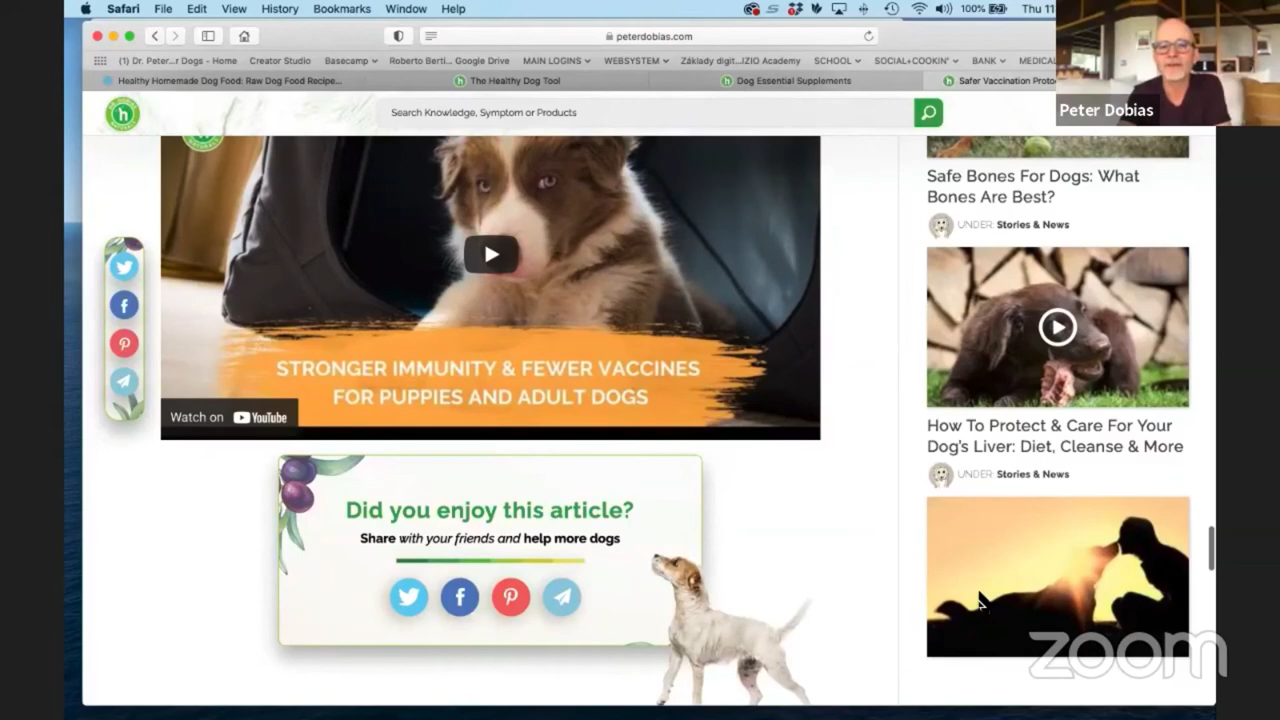 Safari File Edit View History Bookmarks Window Help
100%
Thu 11
peterdobias.com
(1) Dr. Peter...r Dogs - Home Creator Studio Basecamp Roberto Berti... Google Drive MAIN LOGINS WEBSYSTEM Základy digit...IZIO Academy SCHOOL SOCIAL+COOKIN' BANK MEDICAL
Healthy Homemade Dog Food: Raw Dog Food Recipe...
The Healthy Dog Tool
Dog Essential Supplements
Safer Vaccination Proto
Peter Dobias
h
Search Knowledge, Symptom or Products
STRONGER IMMUNITY & FEWER VACCINES
FOR PUPPIES AND ADULT DOGS
Watch on YouTube
Did you enjoy this article?
Share with your friends and help more dogs
Safe Bones For Dogs: What
Bones Are Best?
UNDER: Stories & News
How To Protect & Care For Your
Dog's Liver: Diet, Cleanse & More
UNDER: Stories & News
zoom